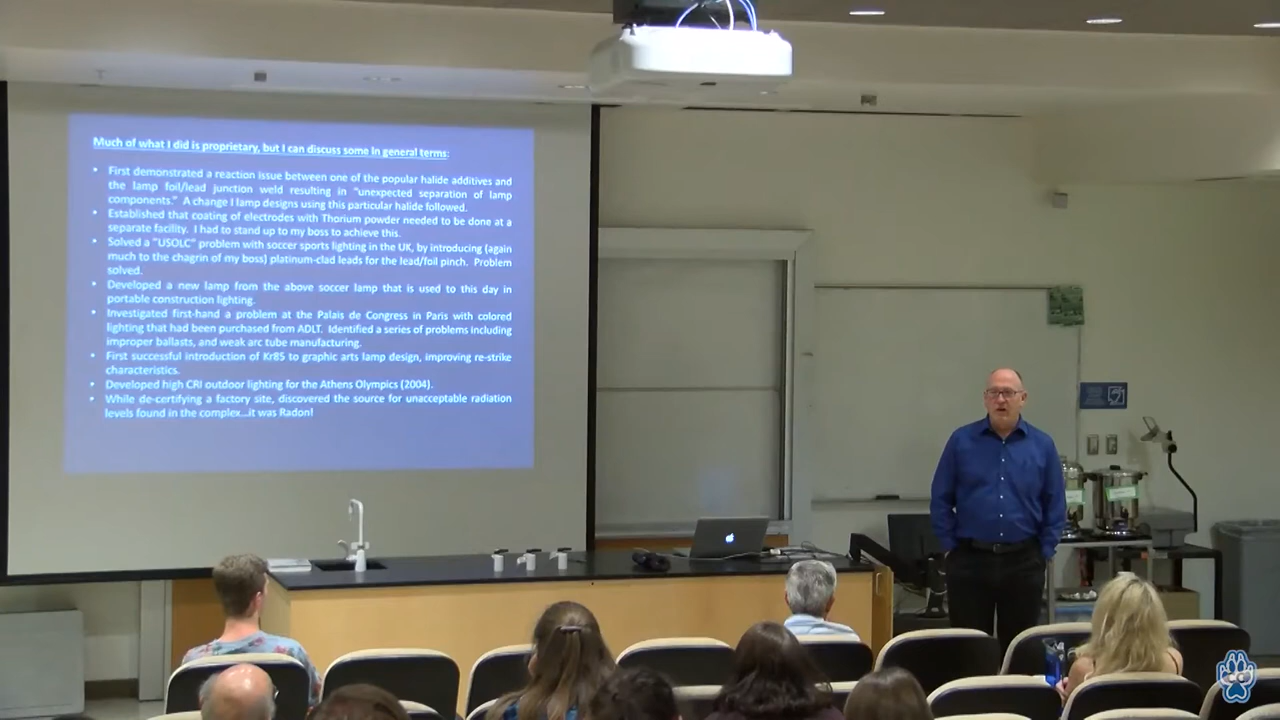 Much of what I did is proprietary, but I can discuss some in general terms:
• First demonstrated a reaction issue between one of the popular halide additives and
the lamp foil/lead junction weld resulting in “unexpected separation of lamp
components.” A change I lamp designs using this particular halide followed.
• Established that coating of electrodes with Thorium powder needed to be done at a
separate facility. I had to stand up to my boss to achieve this.
• Solved a “USOLC” problem with soccer sports lighting in the UK, by introducing (again
much to the chagrin of my boss) platinum-clad leads for the lead/foil pinch. Problem
solved.
• Developed a new lamp from the above soccer lamp that is used to this day in
portable construction lighting.
• Investigated first-hand a problem at the Palais de Congress in Paris with colored
lighting that had been purchased from ADLT. Identified a series of problems including
improper ballasts, and weak arc tube manufacturing.
• First successful introduction of Kr85 to graphic arts lamp design, improving re-strike
characteristics.
• Developed high CRI outdoor lighting for the Athens Olympics (2004).
• While de-certifying a factory site, discovered the source for unacceptable radiation
levels found in the complex…it was Radon!